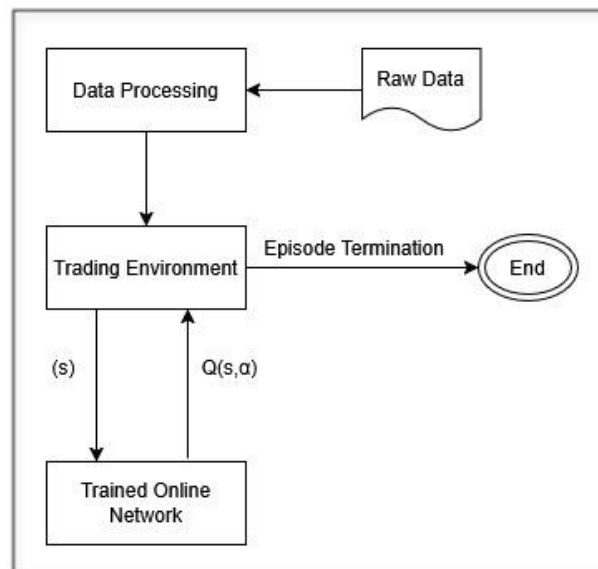 Data Processing
Raw Data
Trading Environment
Episode Termination
End
(s)
Q(s,α)
Trained Online
Network